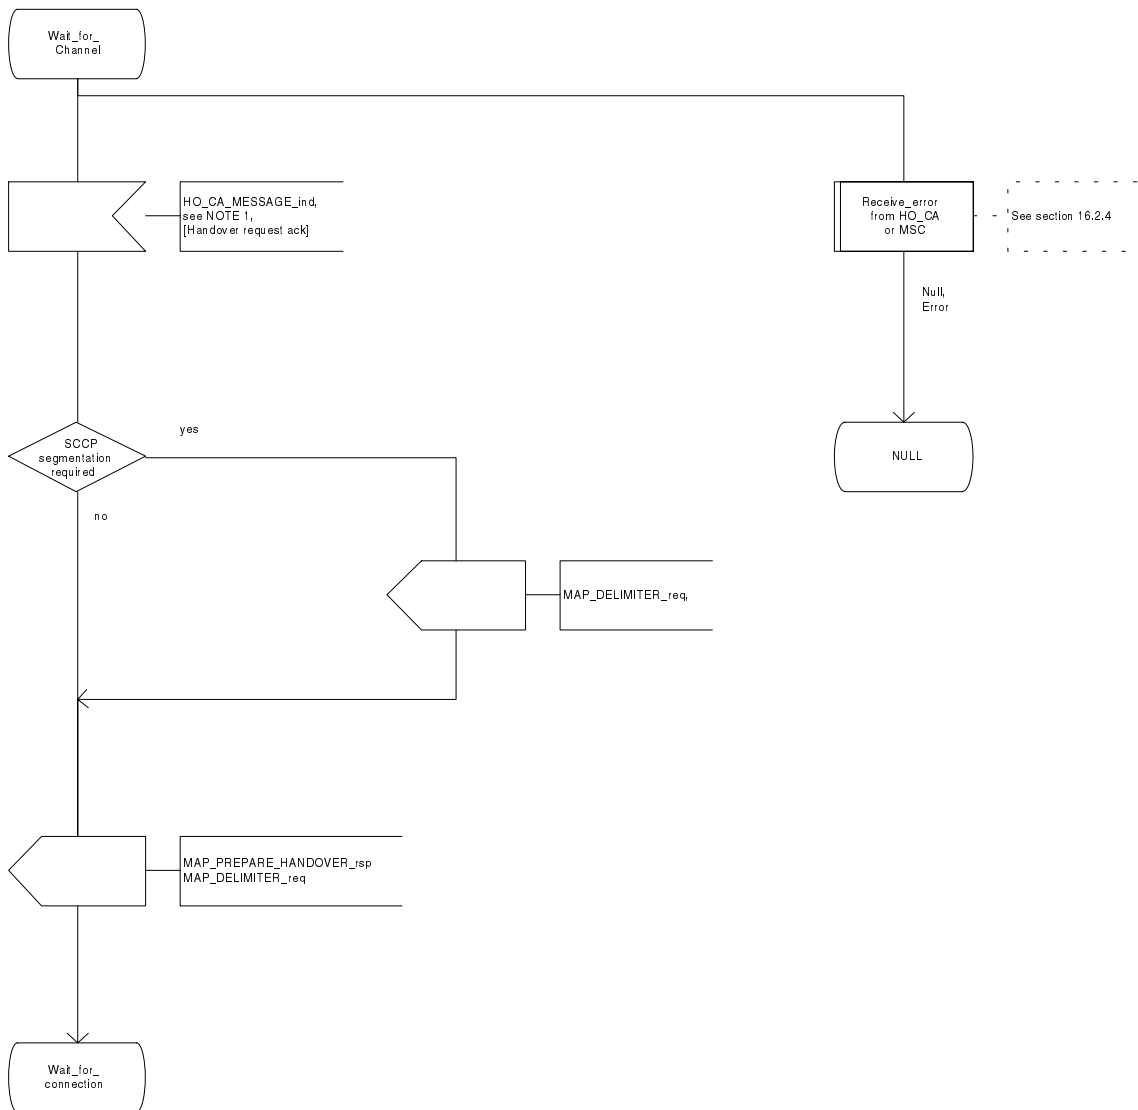 Wait_for_
Channel
HO_CA_MESSAGE_ind,
see NOTE 1,
[Handover request ack]
Receive_error
from HO_CA
or MSC
See section 16.2.4
Null,
Error
yes
SCCP
segmentation
required
NULL
no
MAP_DELIMITER_req,
MAP_PREPARE_HANDOVER_rsp
MAP_DELIMITER_req
Wait_for_
connection